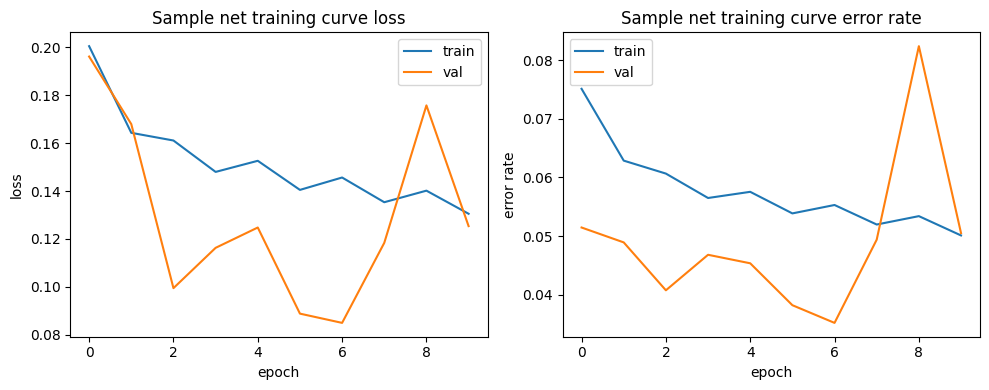 Sample net training curve loss
train
val
0.20
0.18
0.16
0.14
0.12
0.10
0.08
loss
0 2 4 6 8
epoch
Sample net training curve error rate
train
val
0.08
0.07
0.06
0.05
0.04
error rate
0 2 4 6 8
epoch